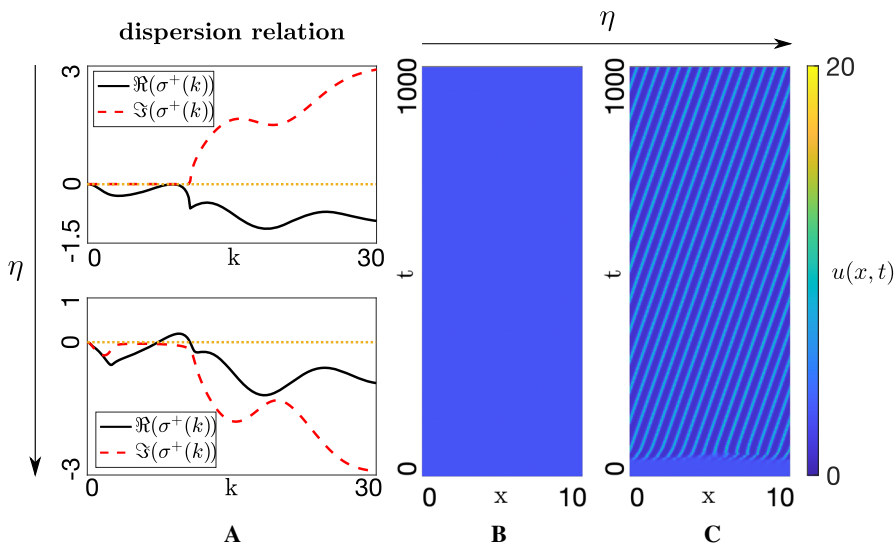 dispersion relation
η
3
ℜ(σ⁺(k))
ℑ(σ⁺(k))
0
-1.5
0 k 30
η
1
0
ℜ(σ⁺(k))
ℑ(σ⁺(k))
-3
0 k 30
A
1000
t
0
0 x 10
B
1000
t
0
0 x 10
C
20
u(x, t)
0